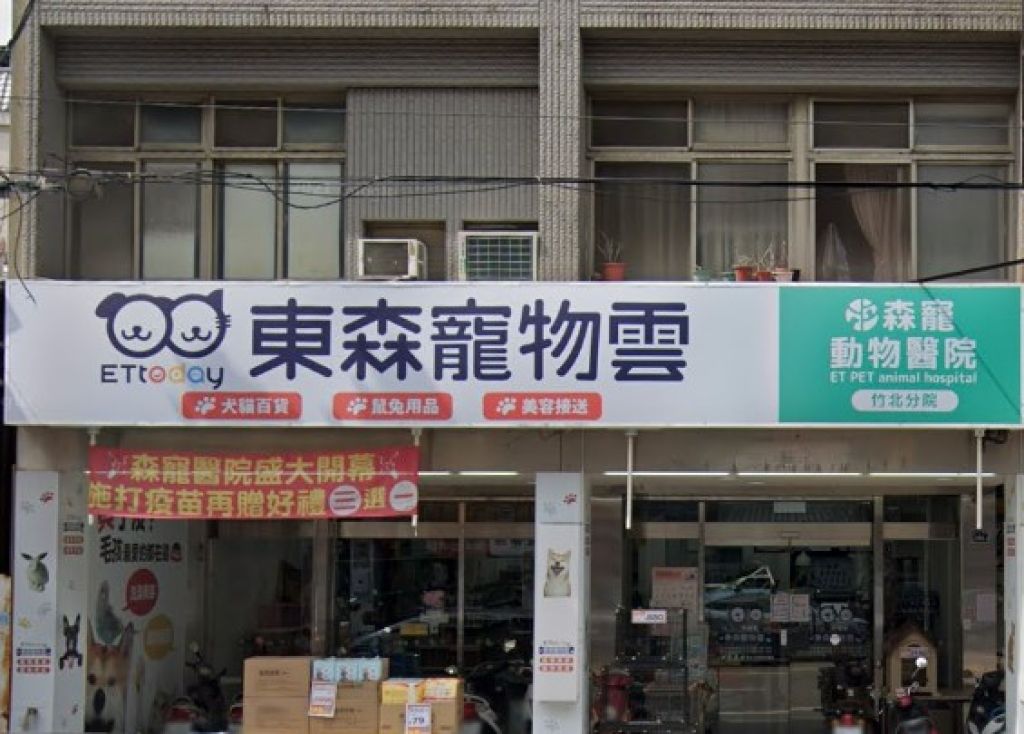 東森寵物雲
ETtoday
犬貓百貨
鼠兔用品
美容接送
森寵
動物醫院
ET PET animal hospital
竹北分院
森寵醫院盛大開幕
施打疫苗再贈好禮三選一
79